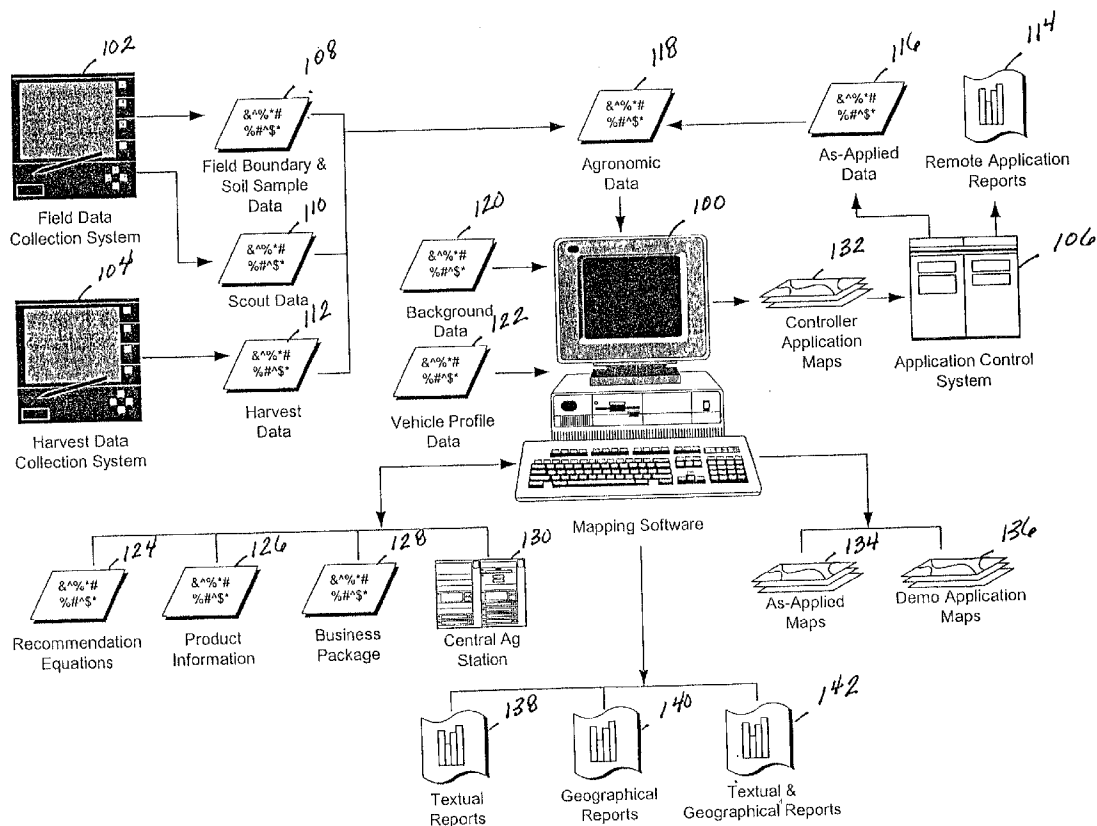 102
108
118
116
114
&^%*#
%#^$*
&^%*#
%#^$*
&^%*#
%#^$*
Field Boundary &
Soil Sample
Data
Agronomic
Data
As-Applied
Data
Remote Application
Reports
Field Data
Collection System
110
120
100
132
106
&^%*#
%#^$*
&^%*#
%#^$*
Scout Data
Background
Data
Controller
Application
Maps
Application Control
System
104
112
122
&^%*#
%#^$*
&^%*#
%#^$*
Harvest
Data
Vehicle Profile
Data
Harvest Data
Collection System
Mapping Software
124
126
128
130
134
136
&^%*#
%#^$*
&^%*#
%#^$*
&^%*#
%#^$*
Recommendation
Equations
Product
Information
Business
Package
Central Ag
Station
As-Applied
Maps
Demo Application
Maps
138
140
142
Textual
Reports
Geographical
Reports
Textual &
Geographical Reports